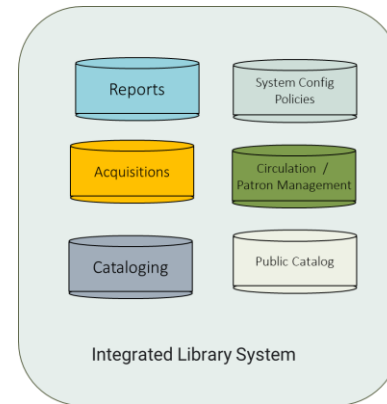 Reports
System Config
Policies
Acquisitions
Circulation /
Patron Management
Cataloging
Public Catalog
Integrated Library System